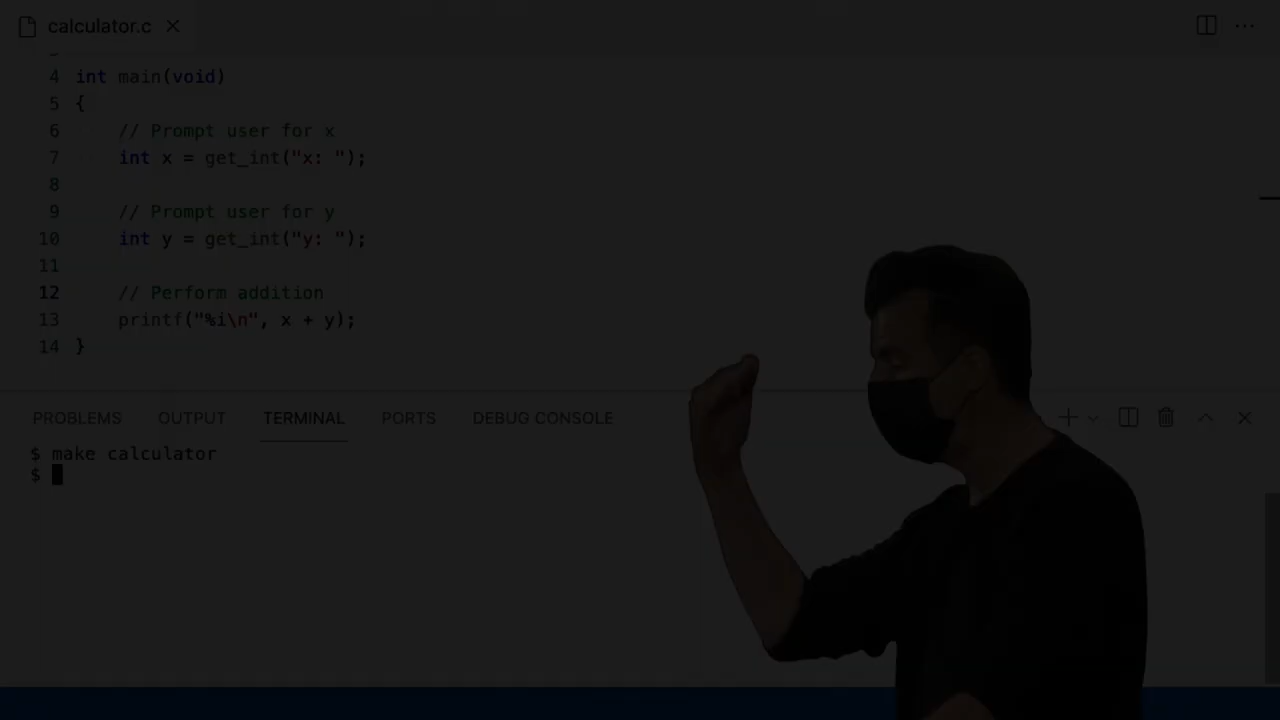 calculator.c
4 int main(void)
5 {
6 // Prompt user for x
7 int x = get_int("x: ");
8
9 // Prompt user for y
10 int y = get_int("y: ");
11
12 // Perform addition
13 printf("%i\n", x + y);
14 }
PROBLEMS OUTPUT TERMINAL PORTS DEBUG CONSOLE
$ make calculator
$